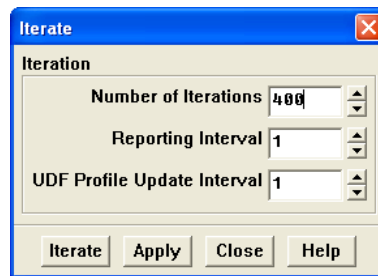 Iterate
Iteration
Number of Iterations 400
Reporting Interval 1
UDF Profile Update Interval 1
Iterate Apply Close Help